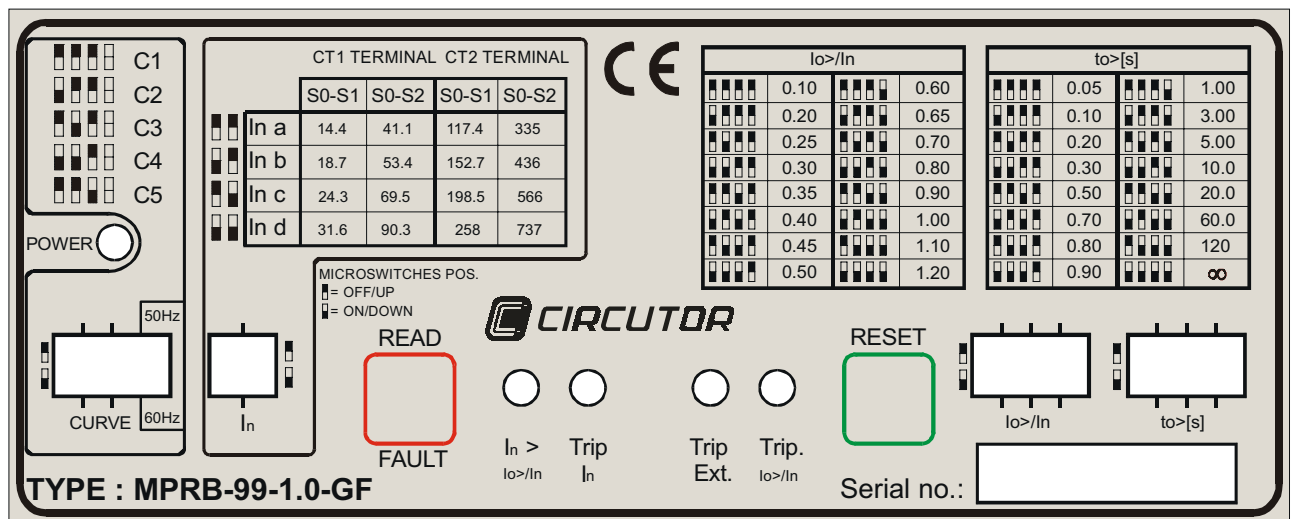 C1
C2
C3
C4
C5
POWER
50Hz
CURVE 60Hz
CT1 TERMINAL CT2 TERMINAL
S0-S1 S0-S2 S0-S1 S0-S2
In a 14.4 41.1 117.4 335
In b 18.7 53.4 152.7 436
In c 24.3 69.5 198.5 566
In d 31.6 90.3 258 737
MICROSWITCHES POS.
= OFF/UP
= ON/DOWN
In
CE
Io>/In
0.10 0.60
0.20 0.65
0.25 0.70
0.30 0.80
0.35 0.90
0.40 1.00
0.45 1.10
0.50 1.20
to>[s]
0.05 1.00
0.10 3.00
0.20 5.00
0.30 10.0
0.50 20.0
0.70 60.0
0.80 120
0.90 ∞
CIRCUTOR
READ
FAULT
In >
Io>/In
Trip
In
Trip
Ext.
Trip.
Io>/In
RESET
Io>/In
to>[s]
TYPE : MPRB-99-1.0-GF
Serial no.: